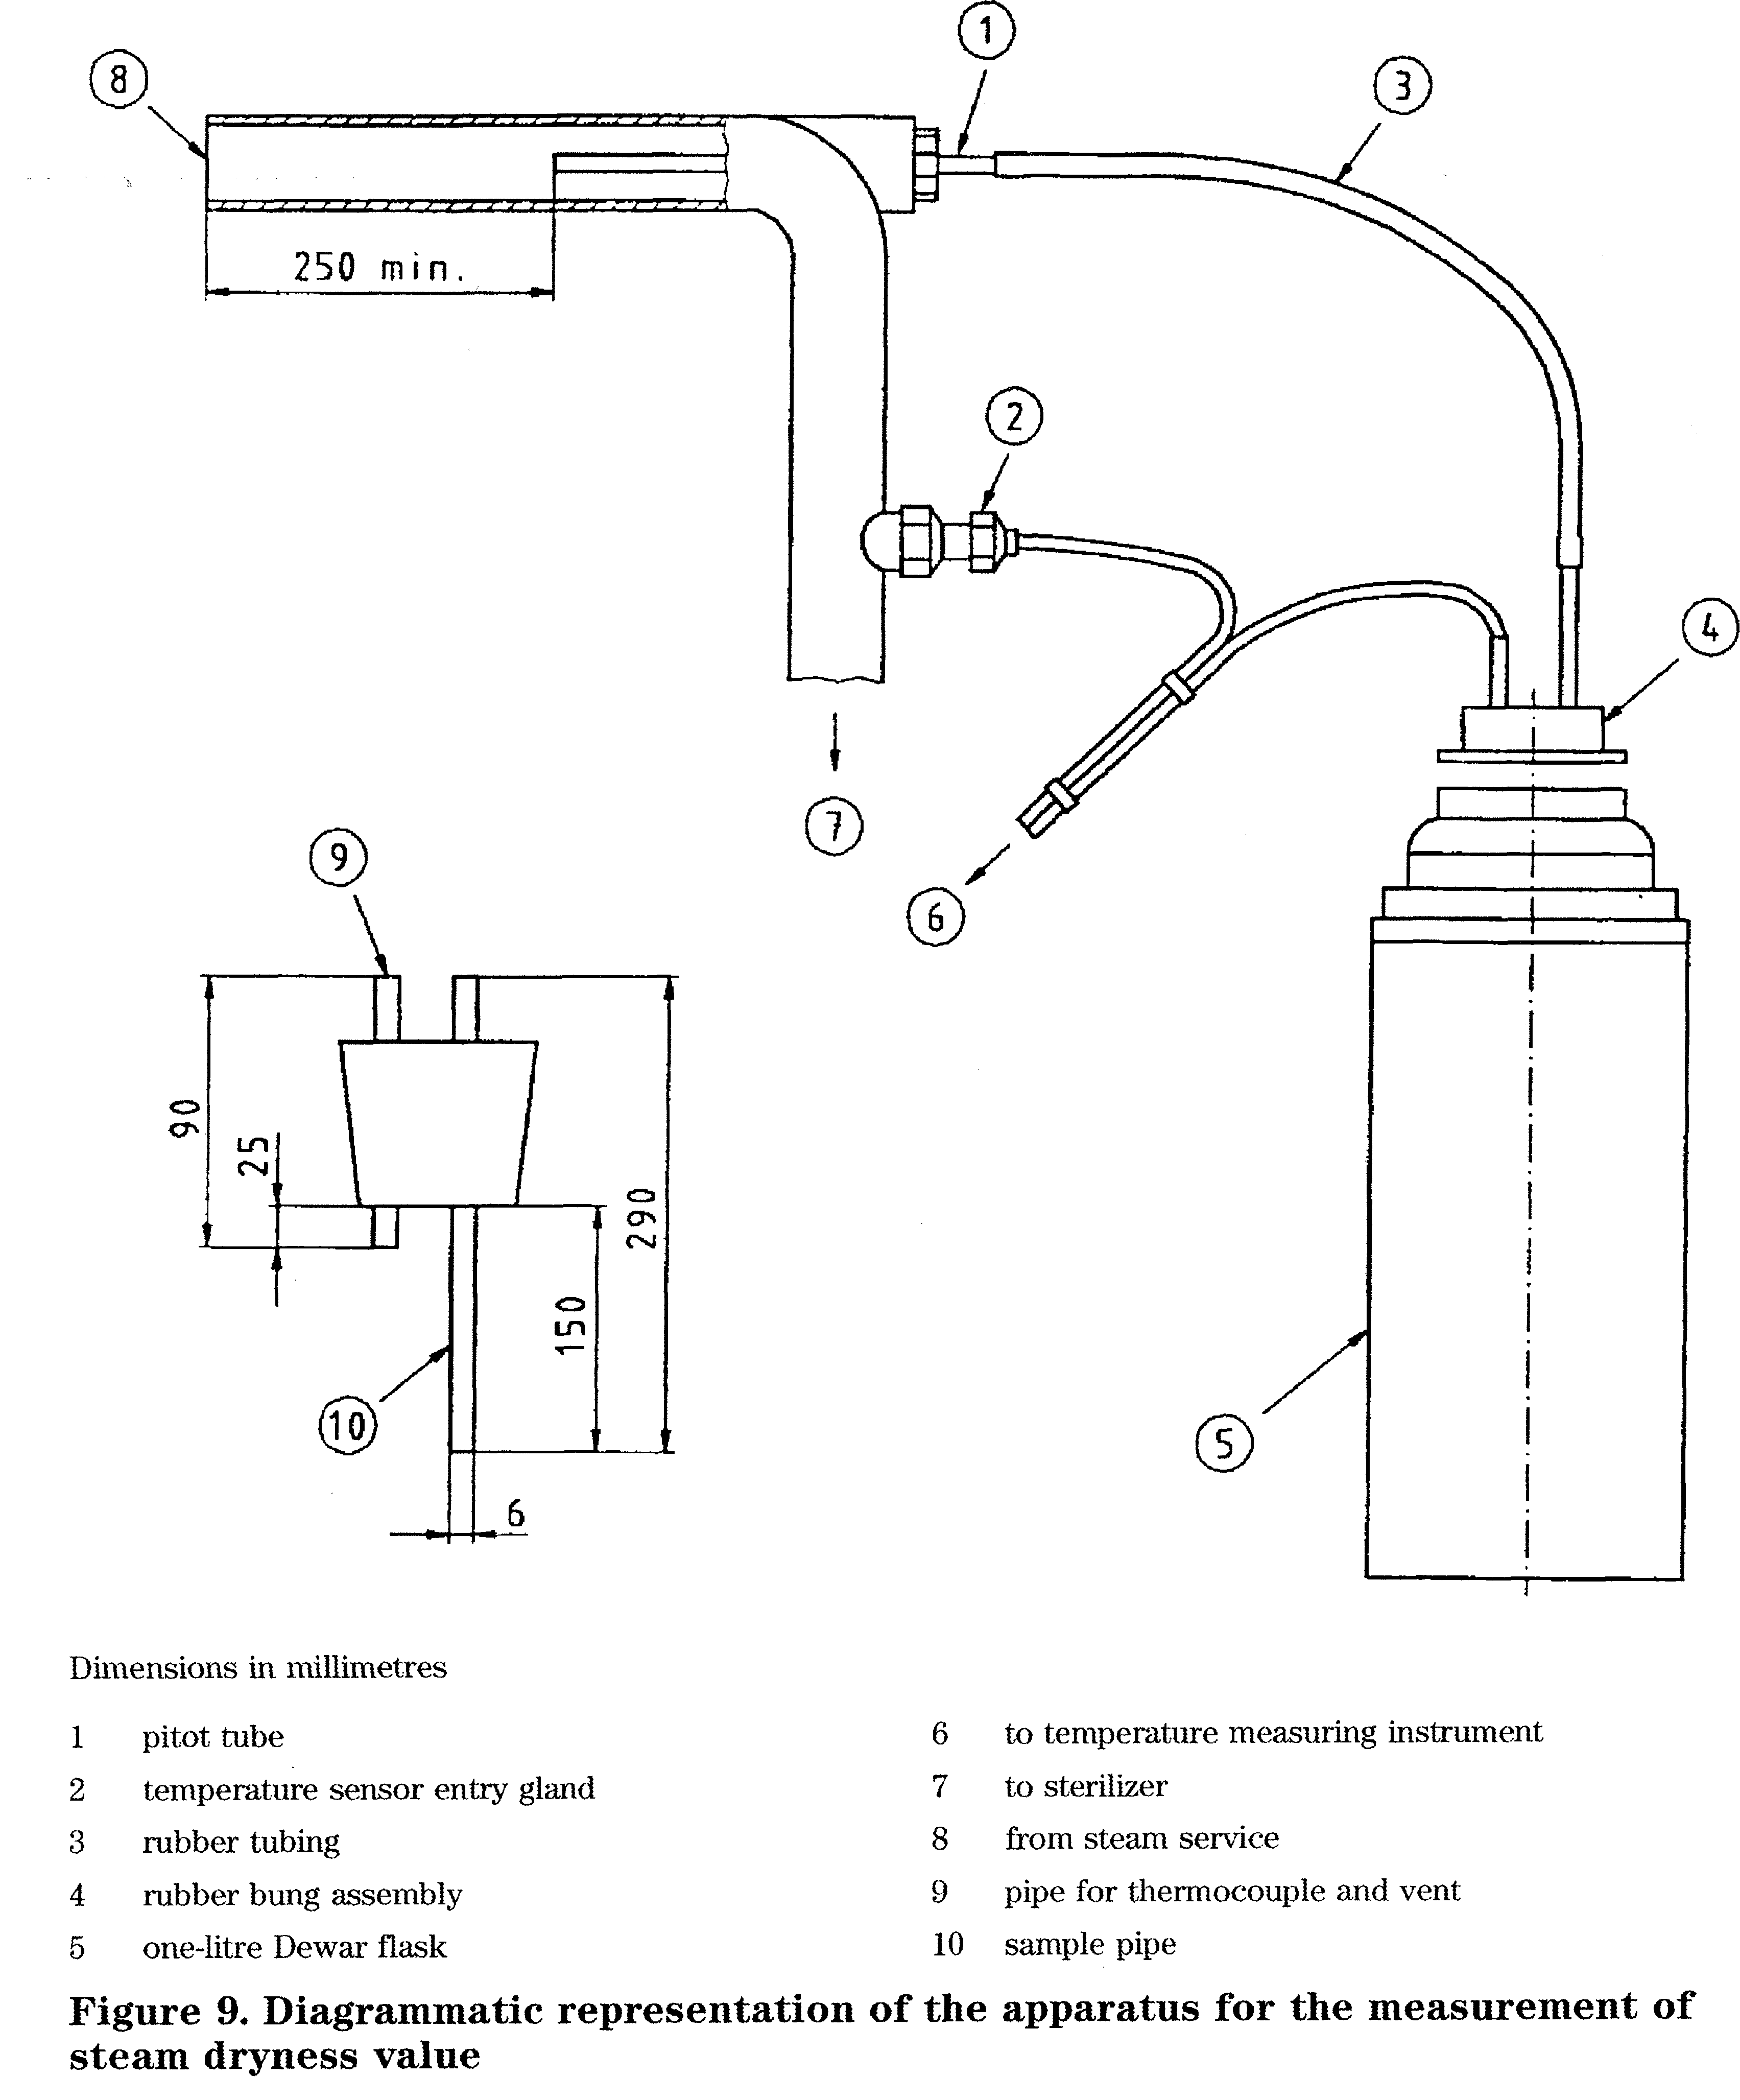 1
8
3
250 min.
2
4
7
9
6
90
25
290
150
10
5
6
Dimensions in millimetres
1 pitot tube
2 temperature sensor entry gland
3 rubber tubing
4 rubber bung assembly
5 one-litre Dewar flask
6 to temperature measuring instrument
7 to sterilizer
8 from steam service
9 pipe for thermocouple and vent
10 sample pipe
Figure 9. Diagrammatic representation of the apparatus for the measurement of
steam dryness value